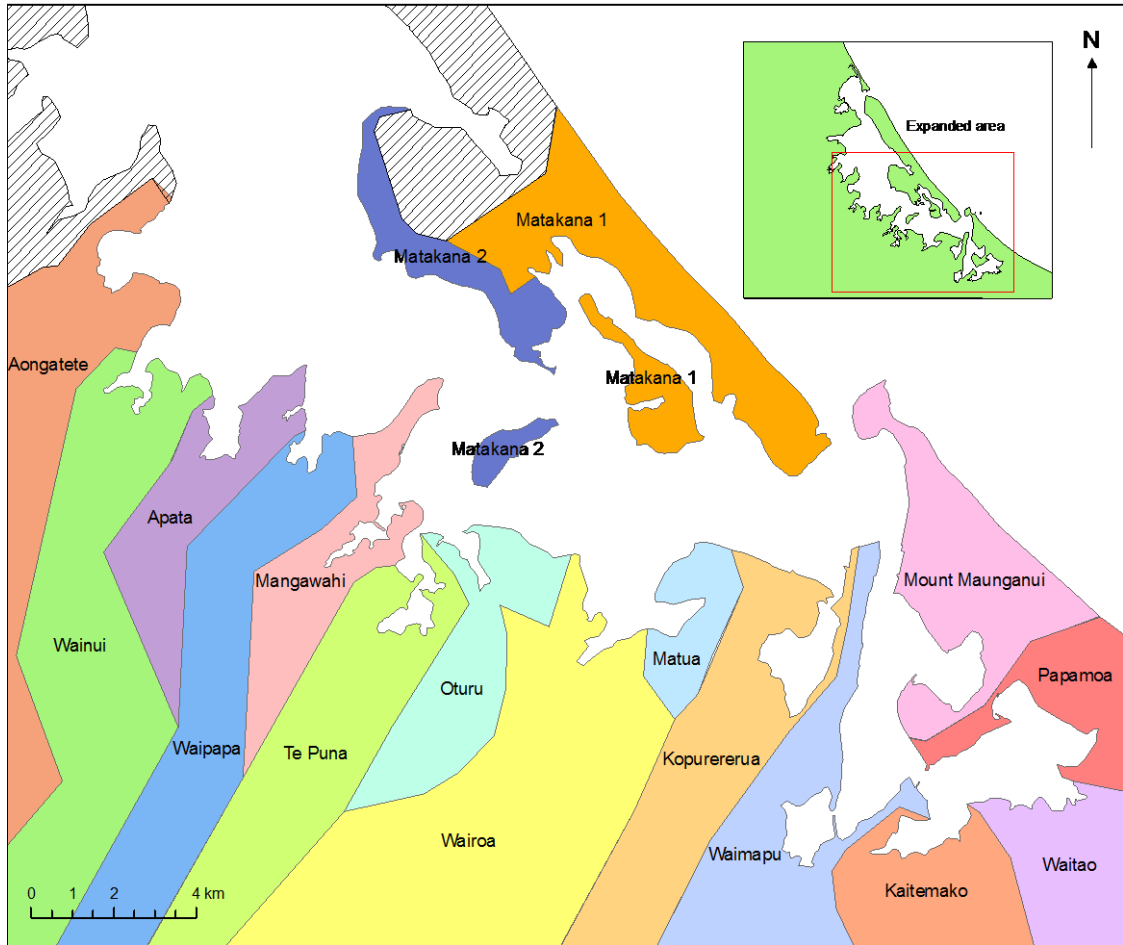 N
Expanded area
Matakana 1
Matakana 2
Aongatete
Matakana 1
Matakana 2
Apata
Mangawahi
Mount Maunganui
Wainui
Matua
Papamoa
Oturu
Waipapa
Te Puna
Kopurererua
Wairoa
Waimapu
Waitao
Kaitemako
0 1 2 4 km